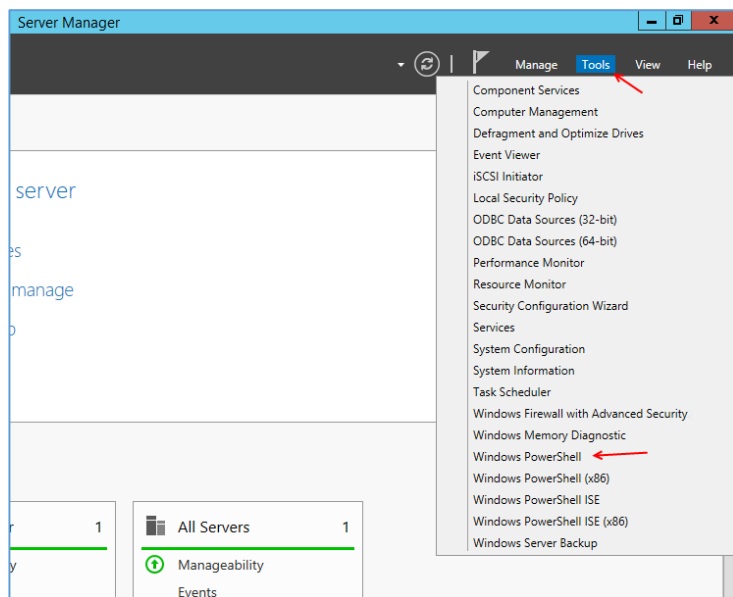 Server Manager
Manage Tools View Help
Component Services
Computer Management
Defragment and Optimize Drives
Event Viewer
iSCSI Initiator
Local Security Policy
ODBC Data Sources (32-bit)
ODBC Data Sources (64-bit)
Performance Monitor
Resource Monitor
Security Configuration Wizard
Services
System Configuration
System Information
Task Scheduler
Windows Firewall with Advanced Security
Windows Memory Diagnostic
Windows PowerShell
Windows PowerShell (x86)
Windows PowerShell ISE
Windows PowerShell ISE (x86)
Windows Server Backup
server
es
manage
r 1
y
All Servers 1
Manageability
Events